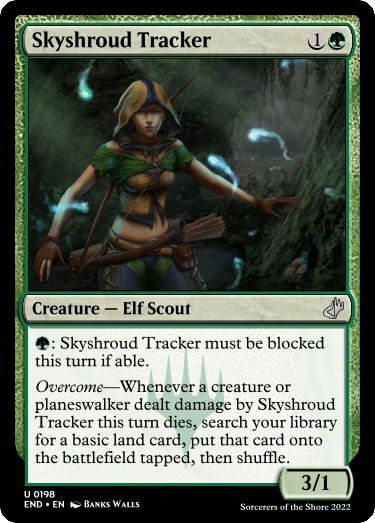 Skyshroud Tracker 1
Creature — Elf Scout
: Skyshroud Tracker must be blocked
this turn if able.
Overcome—Whenever a creature or
planeswalker dealt damage by Skyshroud
Tracker this turn dies, search your library
for a basic land card, put that card onto
the battlefield tapped, then shuffle.
3/1
U 0198
END • EN Banks Walls
Sorcerers of the Shore 2022